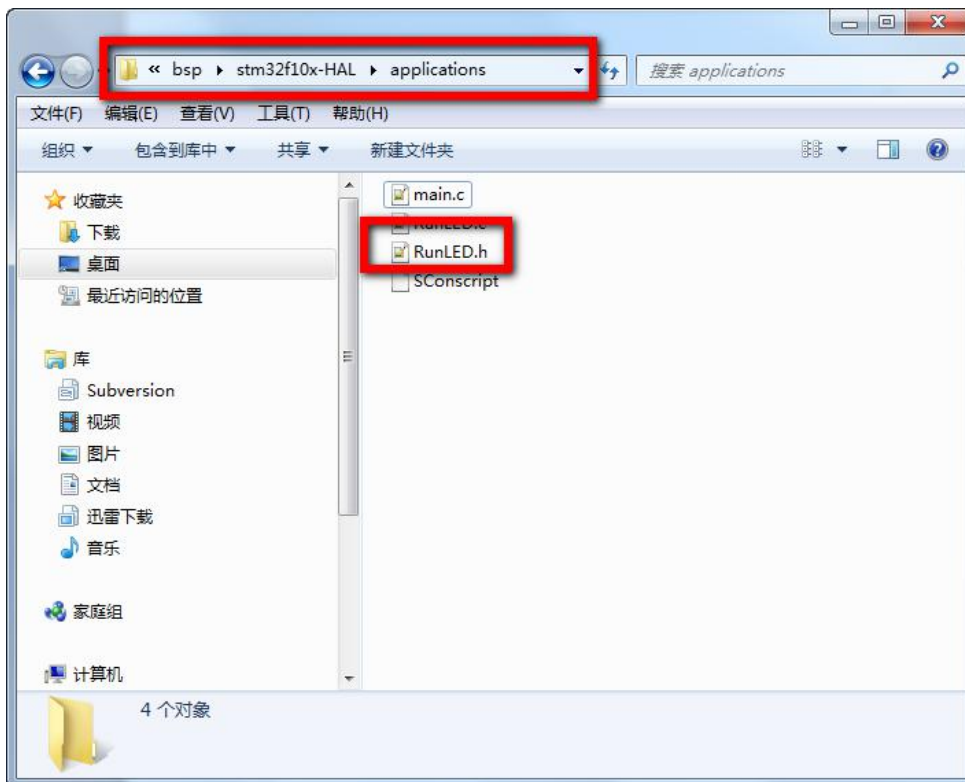 « bsp ▸ stm32f10x-HAL ▸ applications
搜索 applications
文件(F) 编辑(E) 查看(V) 工具(T) 帮助(H)
组织 包含到库中 共享 新建文件夹
收藏夹
下载
桌面
最近访问的位置
库
Subversion
视频
图片
文档
迅雷下载
音乐
家庭组
计算机
main.c
RunLED.c
RunLED.h
SConscript
4 个对象